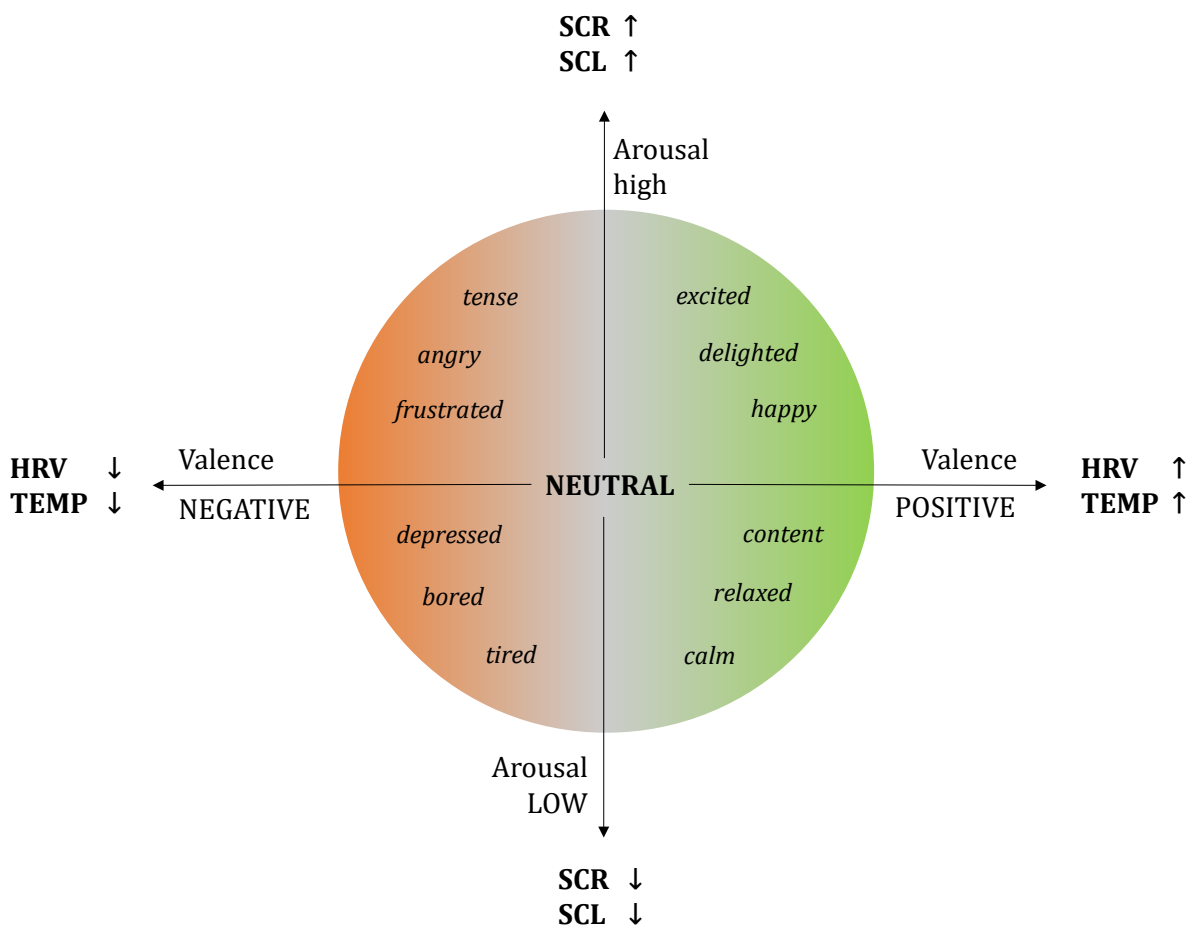 SCR ↑
SCL ↑
Arousal
high
tense
excited
angry
delighted
frustrated
happy
HRV ↓
TEMP ↓
Valence
NEGATIVE
NEUTRAL
Valence
POSITIVE
HRV ↑
TEMP ↑
depressed
content
bored
relaxed
tired
calm
Arousal
LOW
SCR ↓
SCL ↓